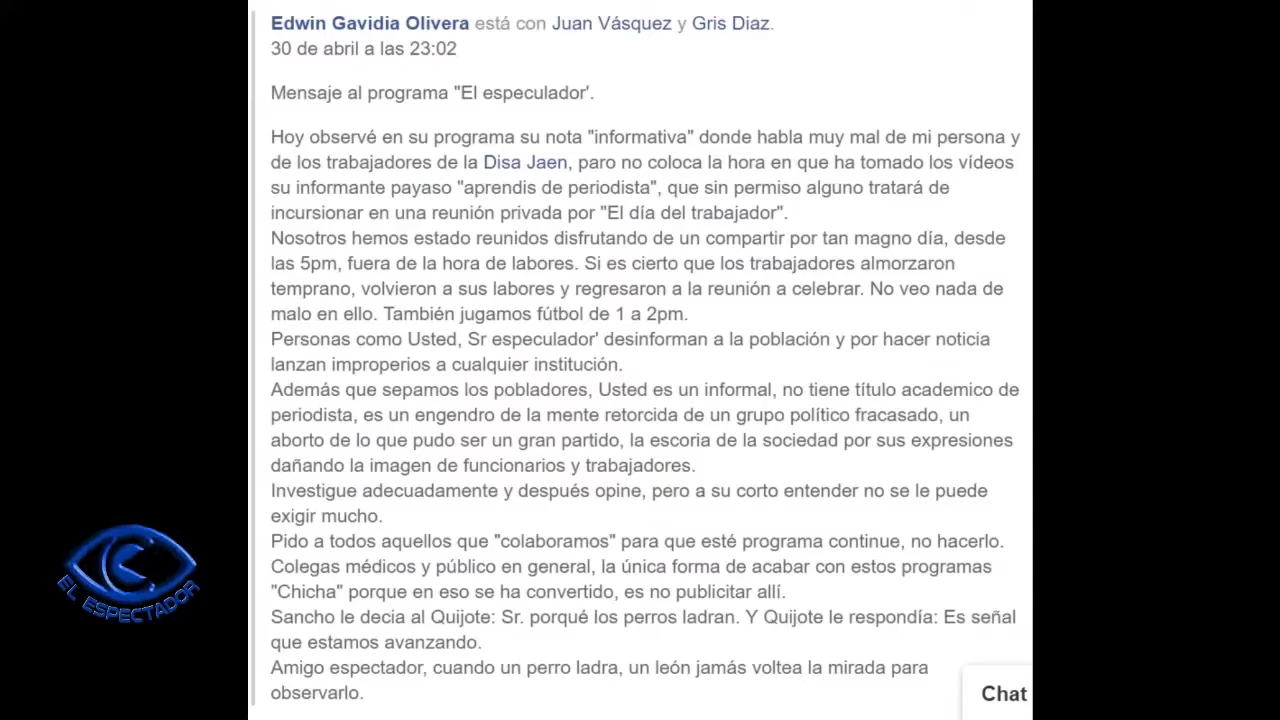 Edwin Gavidia Olivera está con Juan Vásquez y Gris Diaz.
30 de abril a las 23:02
Mensaje al programa "El especulador'.
Hoy observé en su programa su nota "informativa" donde habla muy mal de mi persona y
de los trabajadores de la Disa Jaen, paro no coloca la hora en que ha tomado los vídeos
su informante payaso "aprendis de periodista", que sin permiso alguno tratará de
incursionar en una reunión privada por "El día del trabajador".
Nosotros hemos estado reunidos disfrutando de un compartir por tan magno día, desde
las 5pm, fuera de la hora de labores. Si es cierto que los trabajadores almorzaron
temprano, volvieron a sus labores y regresaron a la reunión a celebrar. No veo nada de
malo en ello. También jugamos fútbol de 1 a 2pm.
Personas como Usted, Sr especulador' desinforman a la población y por hacer noticia
lanzan improperios a cualquier institución.
Además que sepamos los pobladores, Usted es un informal, no tiene título academico de
periodista, es un engendro de la mente retorcida de un grupo político fracasado, un
aborto de lo que pudo ser un gran partido, la escoria de la sociedad por sus expresiones
dañando la imagen de funcionarios y trabajadores.
Investigue adecuadamente y después opine, pero a su corto entender no se le puede
exigir mucho.
Pido a todos aquellos que "colaboramos" para que esté programa continue, no hacerlo.
Colegas médicos y público en general, la única forma de acabar con estos programas
"Chicha" porque en eso se ha convertido, es no publicitar allí.
Sancho le decia al Quijote: Sr. porqué los perros ladran. Y Quijote le respondía: Es señal
que estamos avanzando.
Amigo espectador, cuando un perro ladra, un león jamás voltea la mirada para
observarlo.
Chat
EL ESPECTADOR